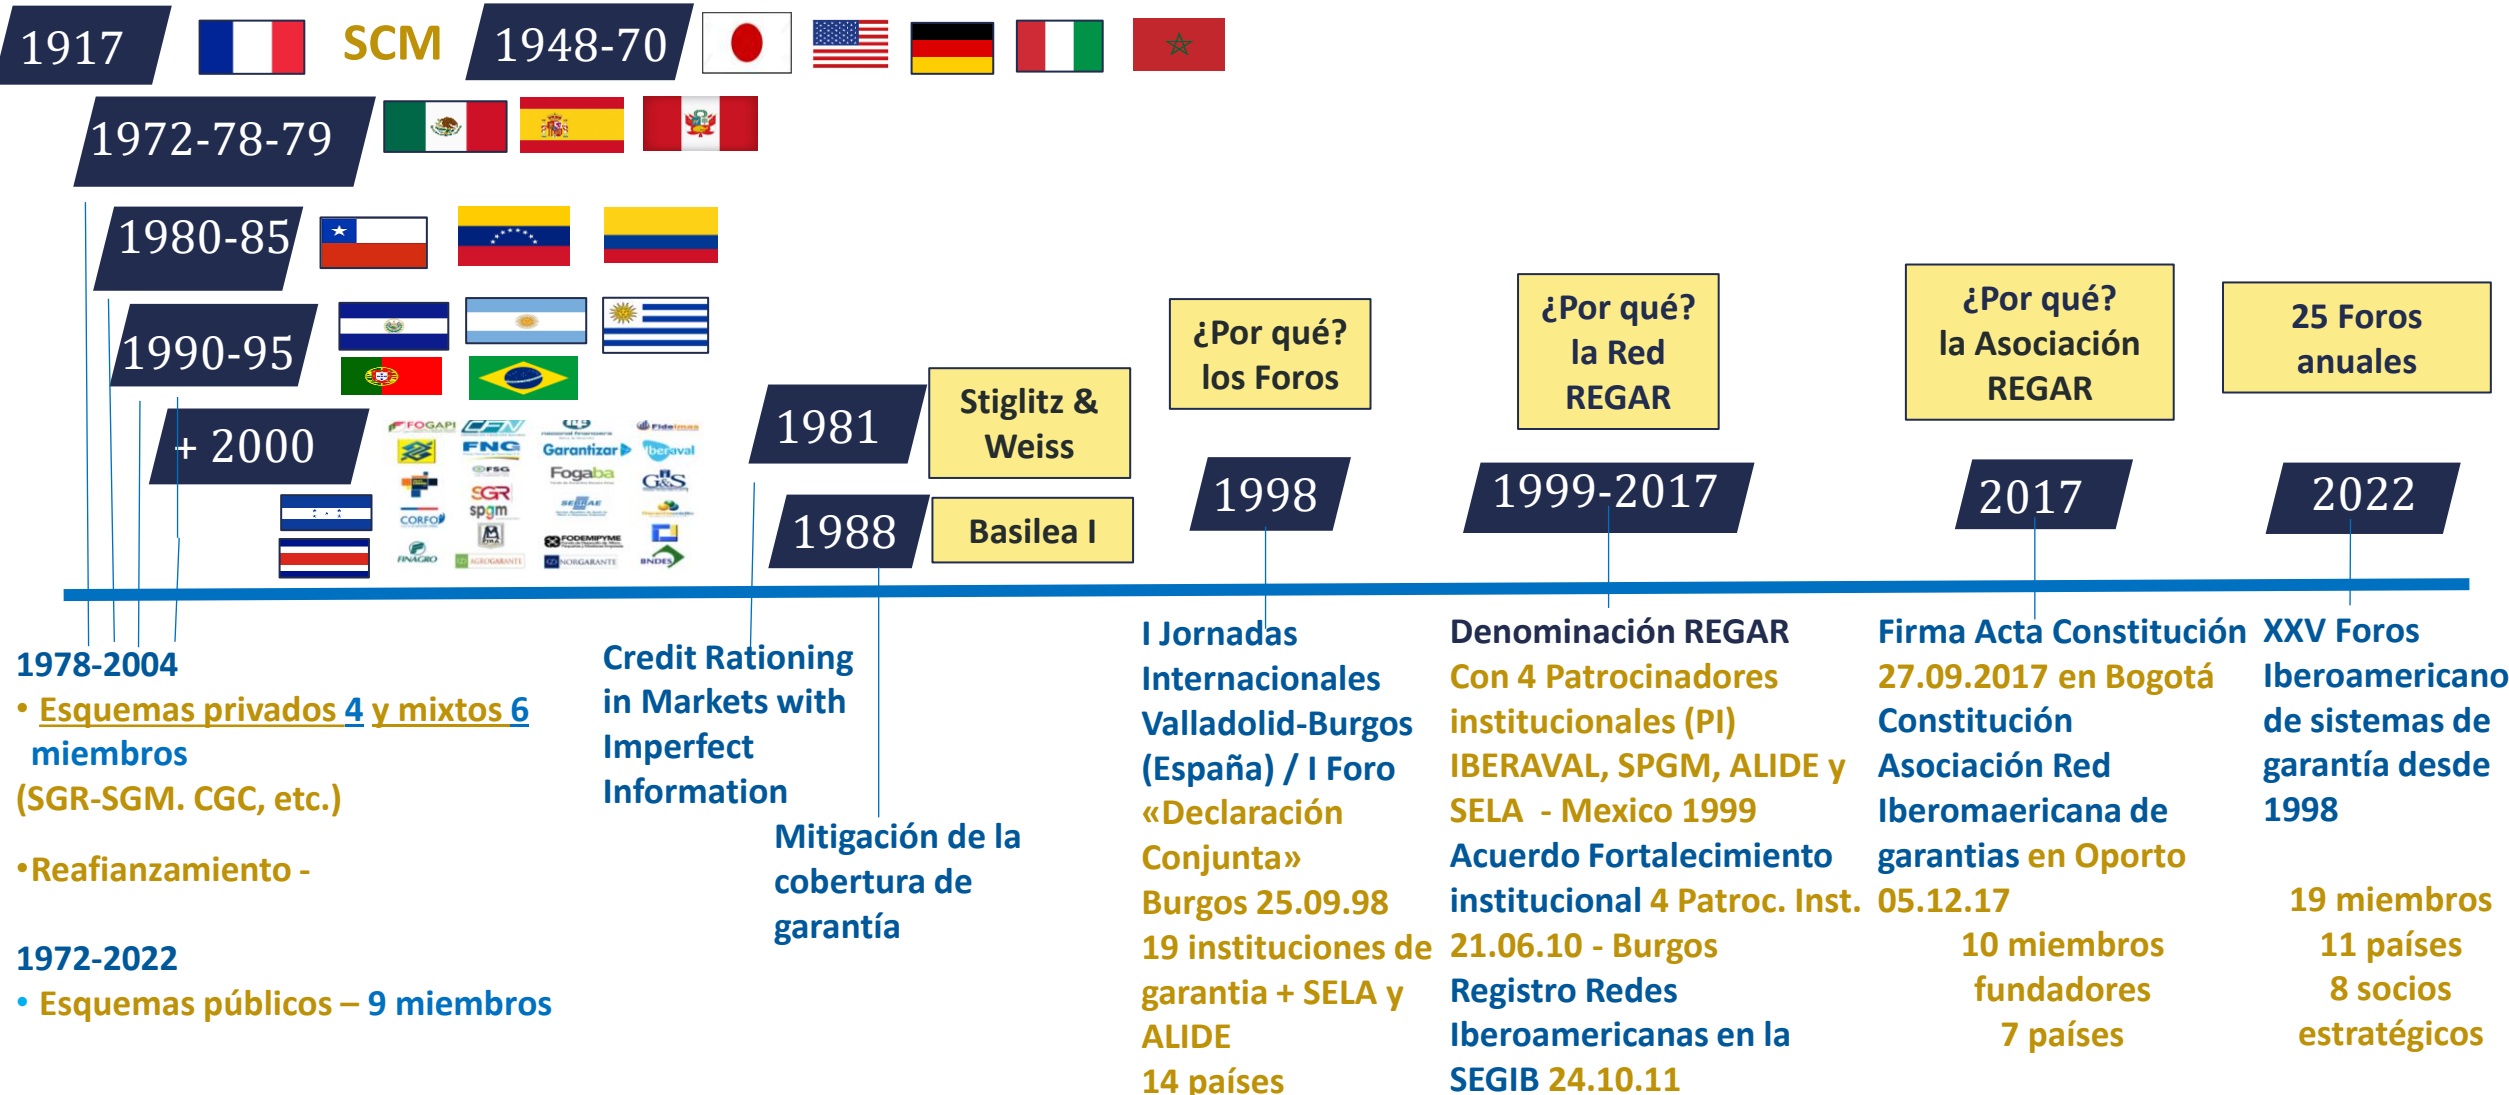 1917
SCM
1948-70
1972-78-79
1980-85
1990-95
+ 2000
FOGAPI
CFN
Fideimas
FNG
Garantizar
Iberaval
FSG
Fogaba
G&S
SGR
SEBRAE
CORFO
spgm
FINAGRO
AGROGARANTE
FODEMIPYME
NORGARANTE
BNDES
1981
Stiglitz &
Weiss
1988
Basilea I
¿Por qué?
los Foros
1998
¿Por qué?
la Red
REGAR
1999-2017
¿Por qué?
la Asociación
REGAR
2017
25 Foros
anuales
2022
1978-2004
• Esquemas privados 4 y mixtos 6
miembros
(SGR-SGM. CGC, etc.)
•Reafianzamiento -
1972-2022
• Esquemas públicos – 9 miembros
Credit Rationing
in Markets with
Imperfect
Information
Mitigación de la
cobertura de
garantía
I Jornadas
Internacionales
Valladolid-Burgos
(España) / I Foro
«Declaración
Conjunta»
Burgos 25.09.98
19 instituciones de
garantia + SELA y
ALIDE
14 países
Denominación REGAR
Con 4 Patrocinadores
institucionales (PI)
IBERAVAL, SPGM, ALIDE y
SELA - Mexico 1999
Acuerdo Fortalecimiento
institucional 4 Patroc. Inst.
21.06.10 - Burgos
Registro Redes
Iberoamericanas en la
SEGIB 24.10.11
Firma Acta Constitución
27.09.2017 en Bogotá
Constitución
Asociación Red
Iberomaericana de
garantias en Oporto
05.12.17
10 miembros
fundadores
7 países
XXV Foros
Iberoamericano
de sistemas de
garantía desde
1998
19 miembros
11 países
8 socios
estratégicos